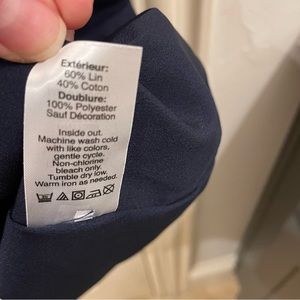 Extérieur:
60% Lin
40% Coton
Doublure:
100% Polyester
Sauf Décoration
Inside out.
Machine wash cold
with like colors,
gentle cycle.
Non-chlorine
bleach only.
Tumble dry low.
Warm iron as needed.